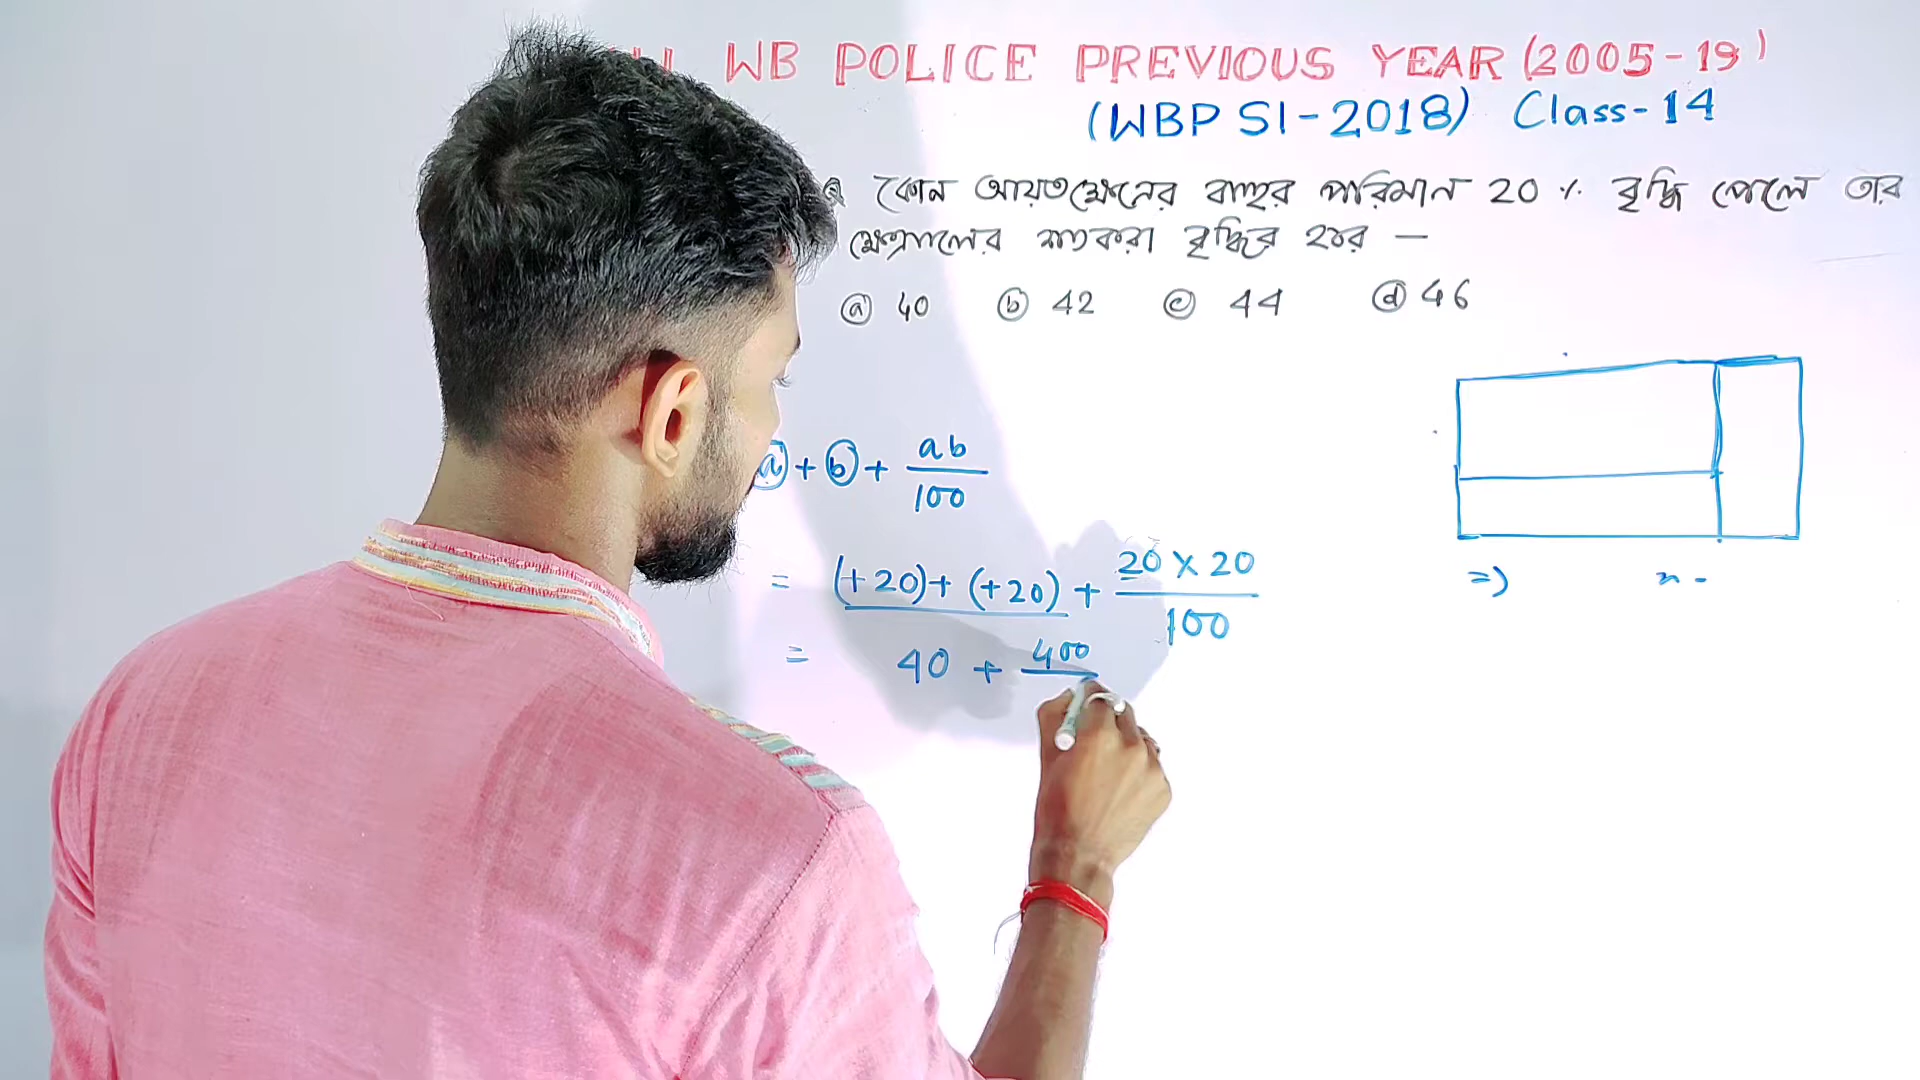 WB POLICE PREVIOUS YEAR (2005-19)
(WBP SI-2018) Class-14
কোন আয়তক্ষেত্রের বাহুর পরিমান 20 % বৃদ্ধি পেলে তার
ক্ষেত্রফলের শতকরা বৃদ্ধির হার —
ⓐ 40 ⓑ 42 ⓒ 44 ⓓ 46
ⓐ + ⓑ + ab/100
= (+20)+ (+20) + 20 × 20/100
= 40 + 400
=)